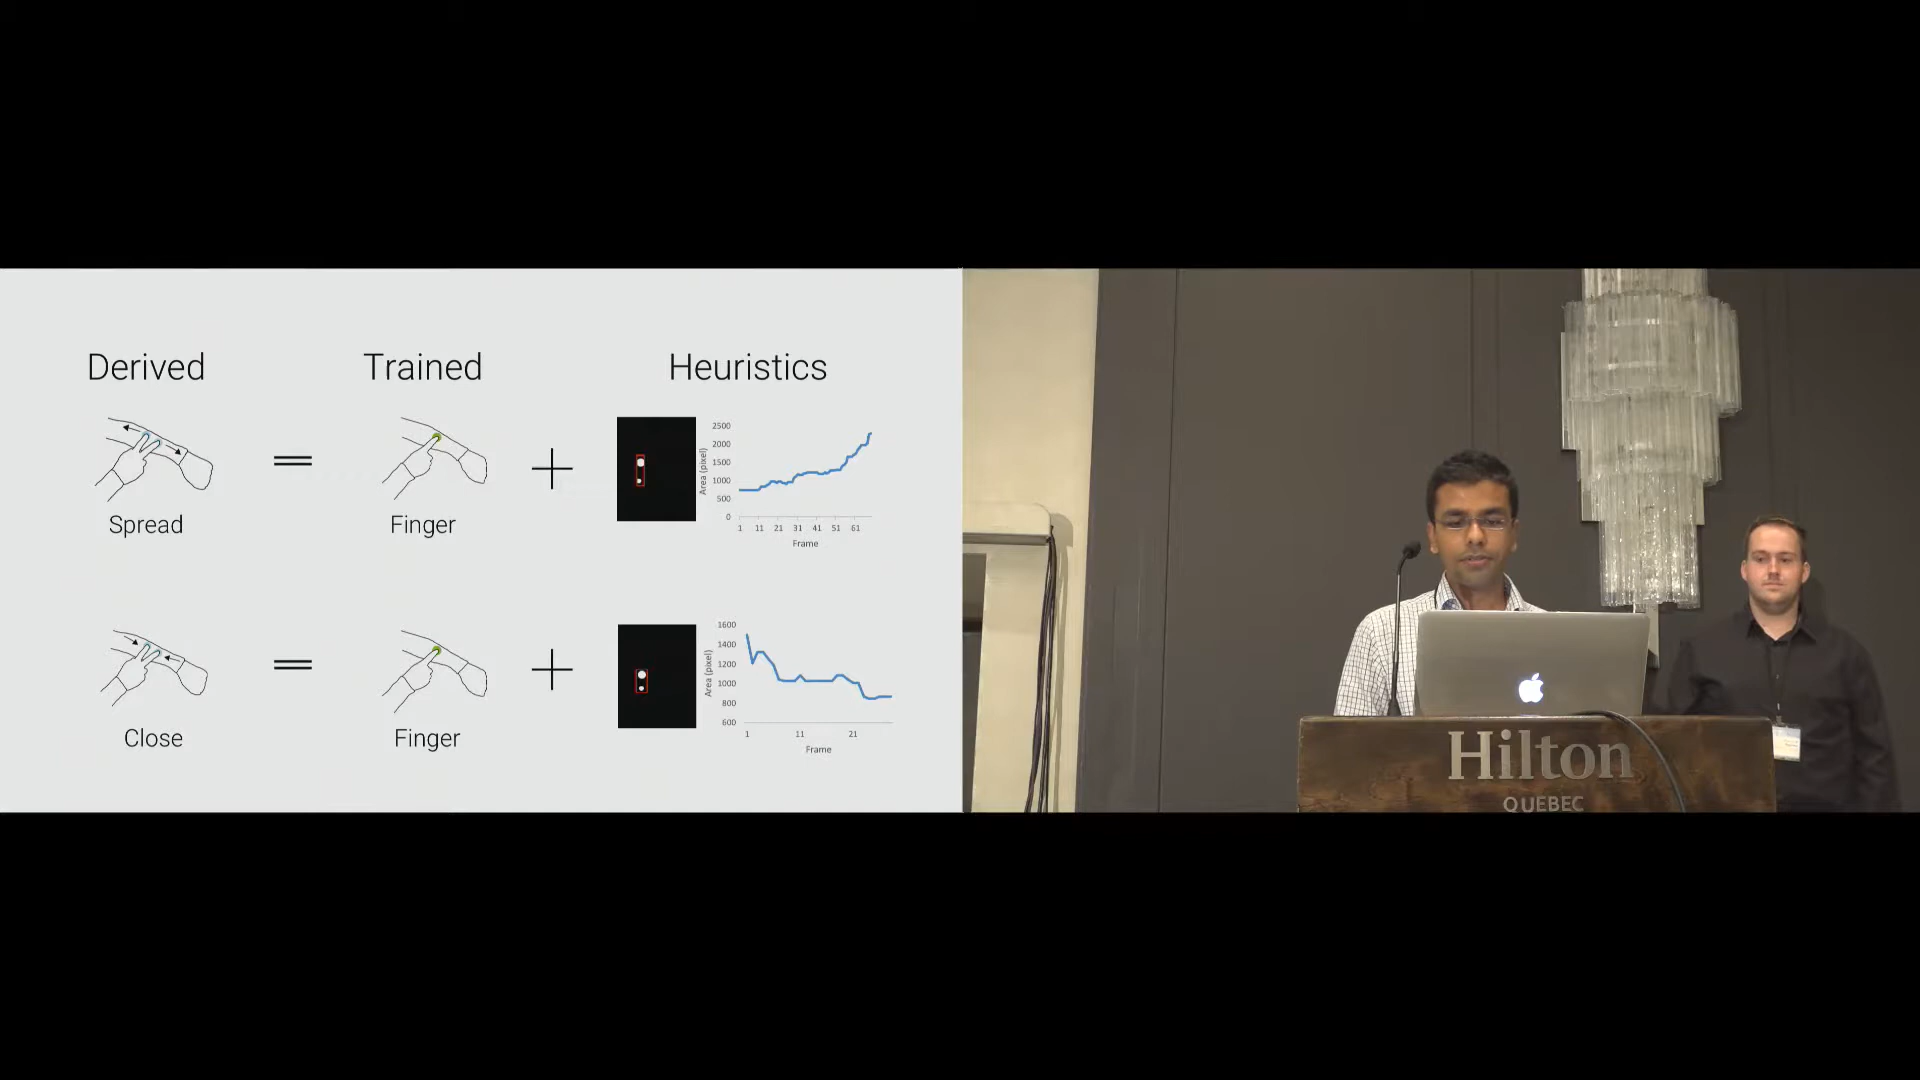 Derived
Trained
Heuristics
2500
2000
1500
1000
500
0
Area (pixel)
1 11 21 31 41 51 61
Frame
Spread
Finger
1600
1400
1200
1000
800
600
Area (pixel)
1 11 21
Frame
Close
Finger
Hilton
QUEBEC